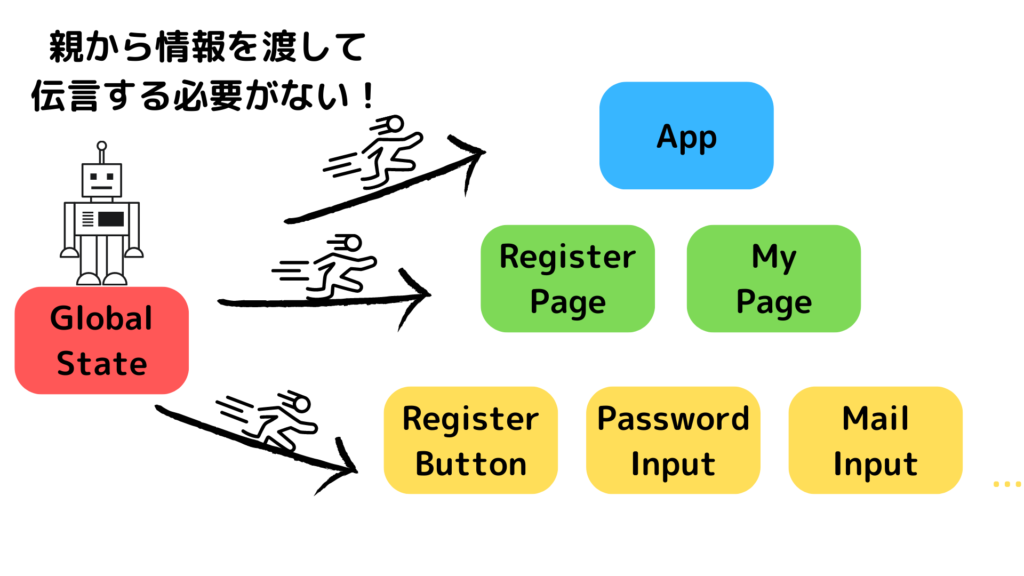 親から情報を渡して
伝言する必要がない！
App
Register
Page
My
Page
Global
State
Register
Button
Password
Input
Mail
Input
...